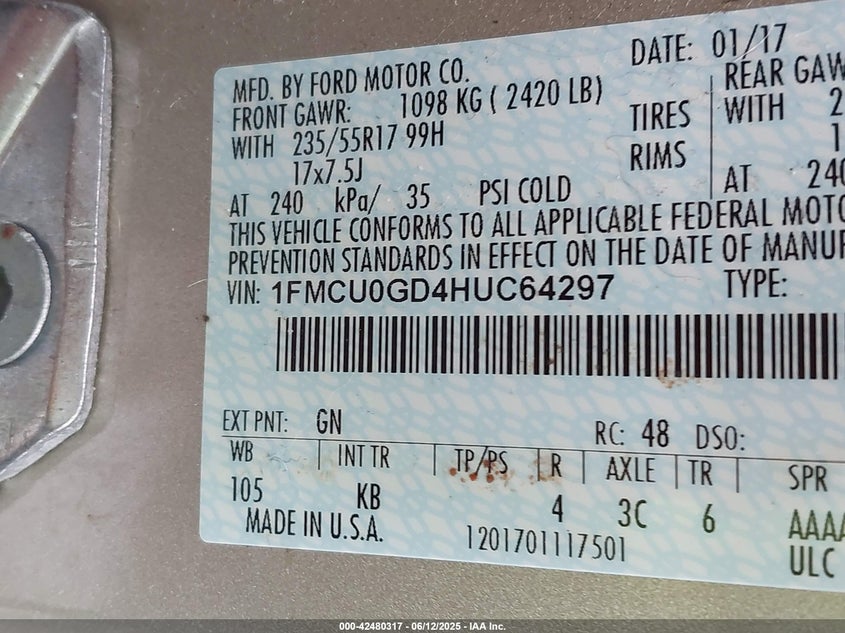 DATE: 01/17
MFD. BY FORD MOTOR CO.
FRONT GAWR: 1098 KG ( 2420 LB)
REAR GAW
WITH 235/55R17 99H TIRES WITH 2
17x7.5J RIMS 1
AT 240 kPa/ 35 PSI COLD AT 240
THIS VEHICLE CONFORMS TO ALL APPLICABLE FEDERAL MOTO
PREVENTION STANDARDS IN EFFECT ON THE DATE OF MANUF
VIN: 1FMCU0GD4HUC64297 TYPE:
EXT PNT: GN RC: 48 DSO:
WB INT TR TP/PS R AXLE TR SPR
105 KB 4 3C 6 AAAA
MADE IN U.S.A. 1201701117501 ULC
000-42480317 - 06/12/2025 - IAA Inc.